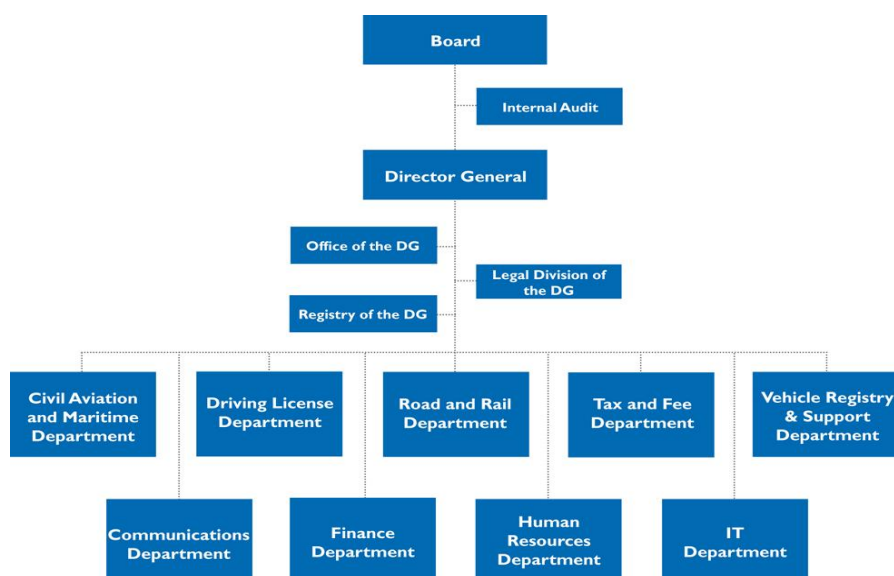 Board
Internal Audit
Director General
Office of the DG
Legal Division of
the DG
Registry of the DG
Civil Aviation
and Maritime
Department
Driving License
Department
Road and Rail
Department
Tax and Fee
Department
Vehicle Registry
& Support
Department
Communications
Department
Finance
Department
Human
Resources
Department
IT
Department